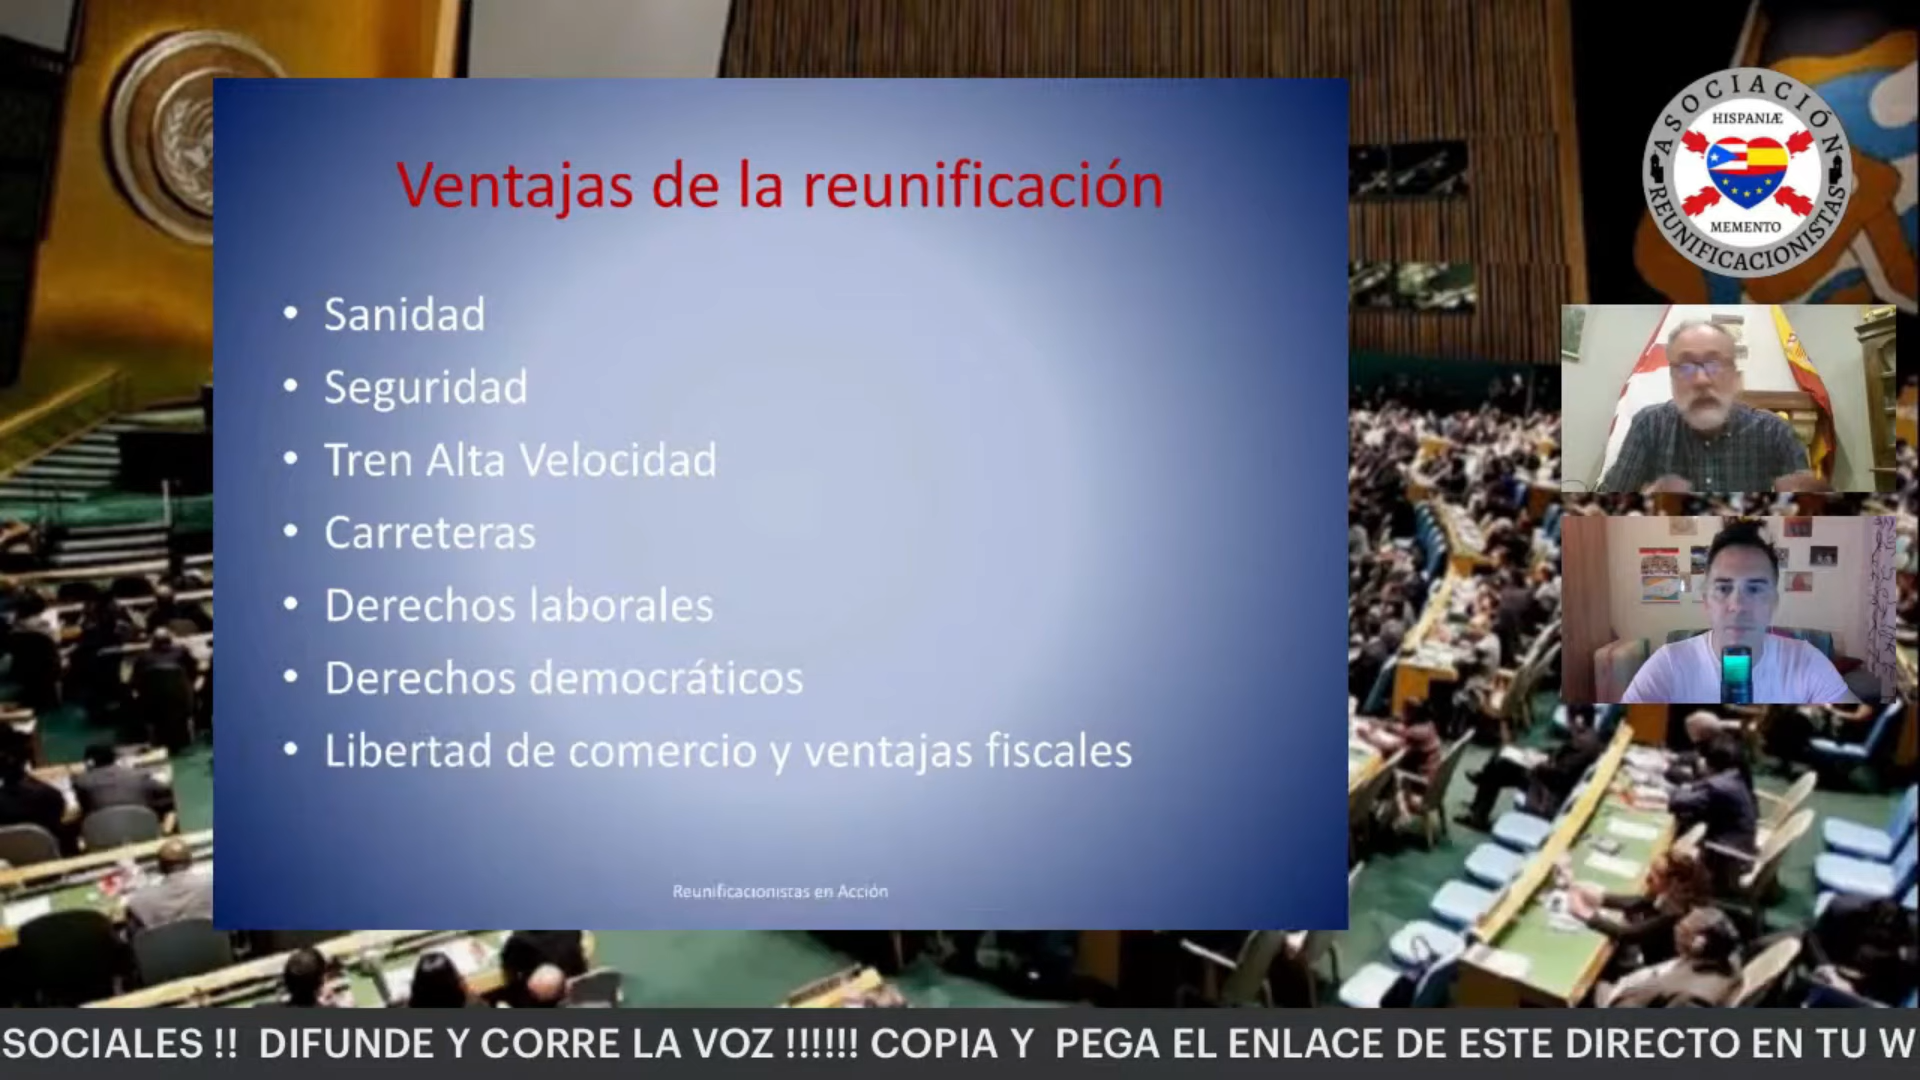 Ventajas de la reunificación
• Sanidad
• Seguridad
• Tren Alta Velocidad
• Carreteras
• Derechos laborales
• Derechos democráticos
• Libertad de comercio y ventajas fiscales
Reunificacionistas en Acción
ASOCIACIÓN
HISPANIÆ
MEMENTO
REUNIFICACIONISTAS
SOCIALES !! DIFUNDE Y CORRE LA VOZ !!!!!! COPIA Y PEGA EL ENLACE DE ESTE DIRECTO EN TU W